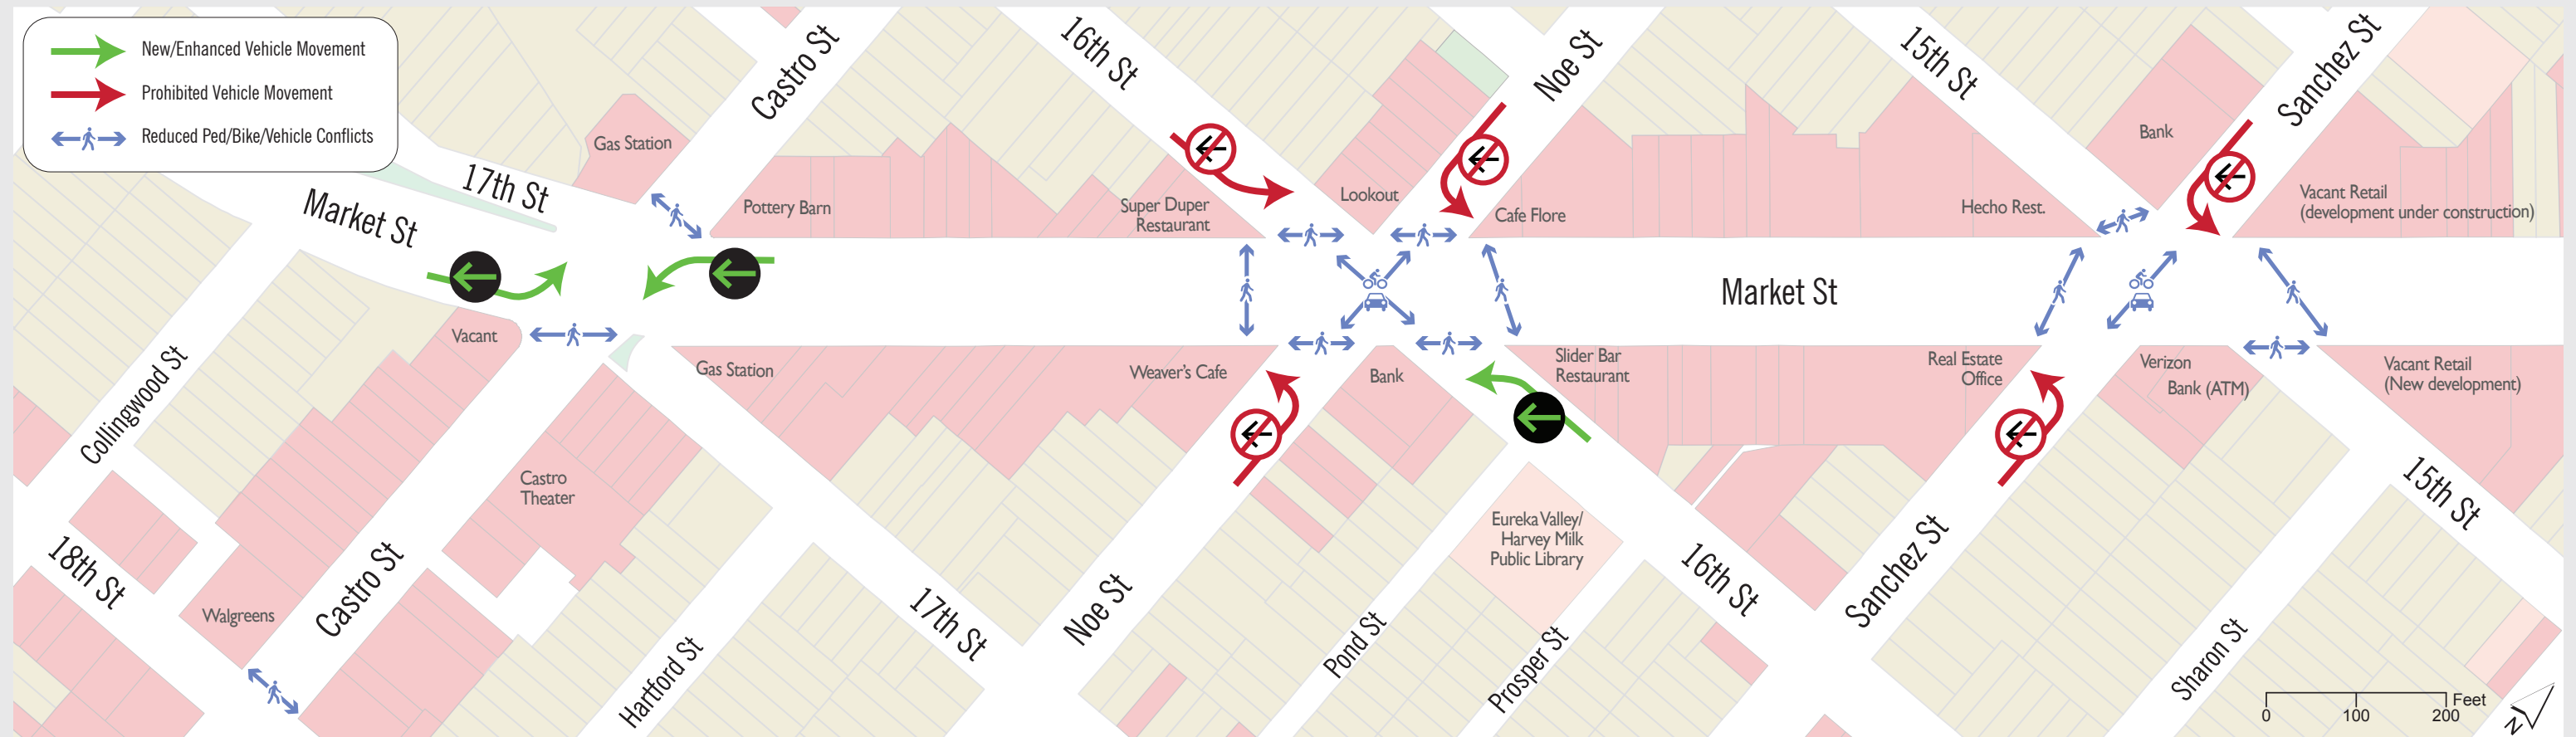 New/Enhanced Vehicle Movement
Prohibited Vehicle Movement
Reduced Ped/Bike/Vehicle Conflicts
Castro St
16th St
Noe St
15th St
Sanchez St
Gas Station
Bank
17th St
Market St
Pottery Barn
Super Duper
Restaurant
Lookout
Cafe Flore
Hecho Rest.
Vacant Retail
(development under construction)
Market St
Vacant
Gas Station
Weaver's Cafe
Bank
Slider Bar
Restaurant
Real Estate
Office
Verizon
Bank (ATM)
Vacant Retail
(New development)
Collingwood St
Castro
Theater
Eureka Valley/
Harvey Milk
Public Library
15th St
18th St
Castro St
Walgreens
17th St
Noe St
16th St
Sanchez St
Hartford St
Pond St
Prosper St
Sharon St
Feet
0 100 200
N